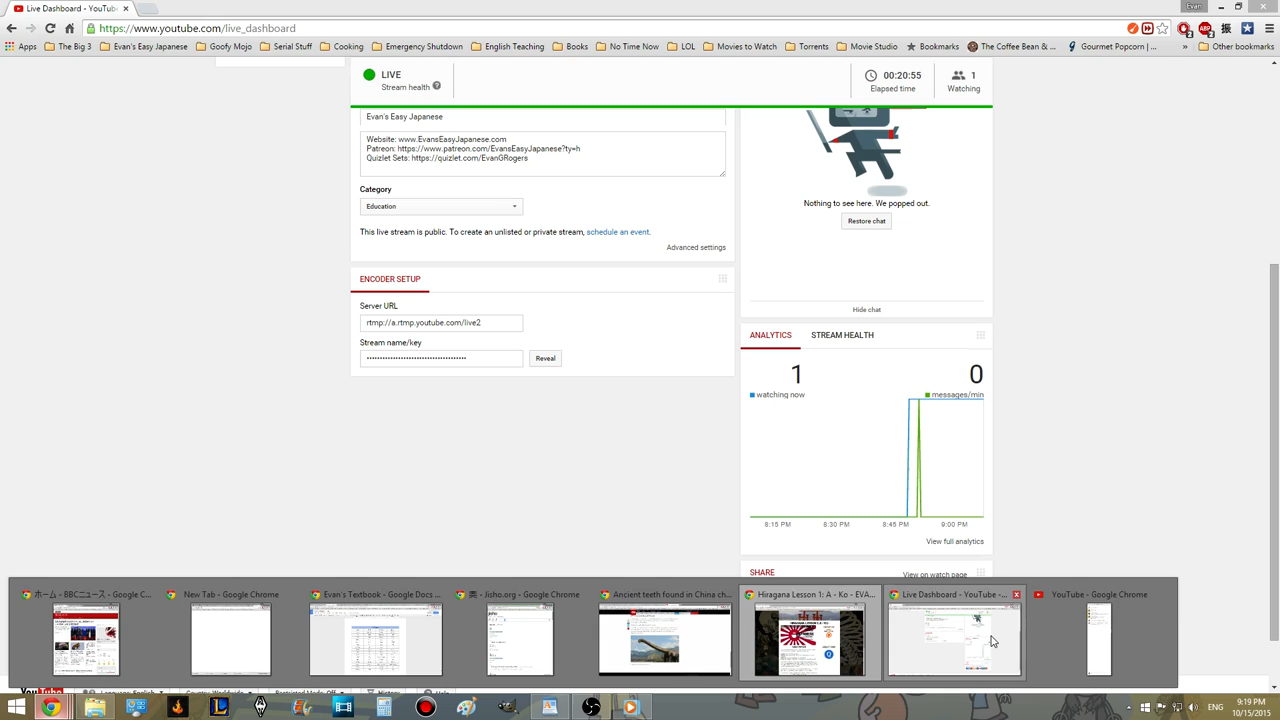 Live Dashboard - YouTube
Evan
https://www.youtube.com/live_dashboard
Apps
The Big 3
Evan's Easy Japanese
Goofy Mojo
Serial Stuff
Cooking
Emergency Shutdown
English Teaching
Books
No Time Now
LOL
Movies to Watch
Torrents
Movie Studio
Bookmarks
The Coffee Bean &...
Gourmet Popcorn | ...
»
Other bookmarks
LIVE
Stream health
00:20:55
Elapsed time
1
Watching
Evan's Easy Japanese
Website: www.EvansEasyJapanese.com
Patreon: https://www.patreon.com/EvansEasyJapanese?ty=h
Quizlet Sets: https://quizlet.com/EvanGRogers
Category
Education
This live stream is public. To create an unlisted or private stream, schedule an event.
Advanced settings
Nothing to see here. We popped out.
Restore chat
Hide chat
ENCODER SETUP
Server URL
rtmp://a.rtmp.youtube.com/live2
Stream name/key
Reveal
ANALYTICS
STREAM HEALTH
1
watching now
0
messages/min
8:15 PM
8:30 PM
8:45 PM
9:00 PM
View full analytics
SHARE
View on watch page
ホーム - BBCニュース - Google C...
New Tab - Google Chrome
Evan's Textbook - Google Docs ...
Jisho.org - Google Chrome
Ancient teeth found in China ch...
Hiragana Lesson 1: A - Ko - EVA...
Live Dashboard - YouTube - ...
YouTube - Google Chrome
ENG
9:19 PM
10/15/2015